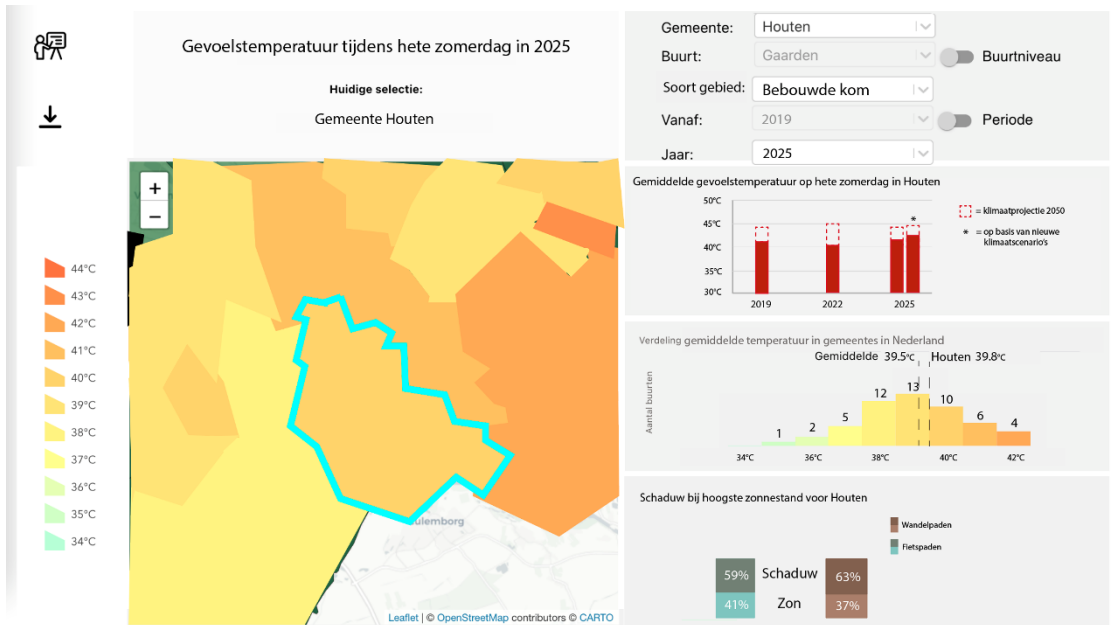 Gevoelstemperatuur tijdens hete zomerdag in 2025
Huidige selectie:
Gemeente Houten
Gemeente: Houten
Buurt: Gaarden Buurtniveau
Soort gebied: Bebouwde kom
Vanaf: 2019 Periode
Jaar: 2025
+
−
44°C
43°C
42°C
41°C
40°C
39°C
38°C
37°C
36°C
35°C
34°C
ulemborg
Leaflet | © OpenStreetMap contributors © CARTO
Gemiddelde gevoelstemperatuur op hete zomerdag in Houten
50°C
45°C
40°C
35°C
30°C
*
2019 2022 2025
= klimaatprojectie 2050
* = op basis van nieuwe
klimaatscenario's
Verdeling gemiddelde temperatuur in gemeentes in Nederland
Gemiddelde 39.5°C Houten 39.8°C
Aantal buurten
1 2 5 12 13 10 6 4
34°C 36°C 38°C 40°C 42°C
Schaduw bij hoogste zonnestand voor Houten
Wandelpaden
Fietspaden
59% Schaduw 63%
41% Zon 37%